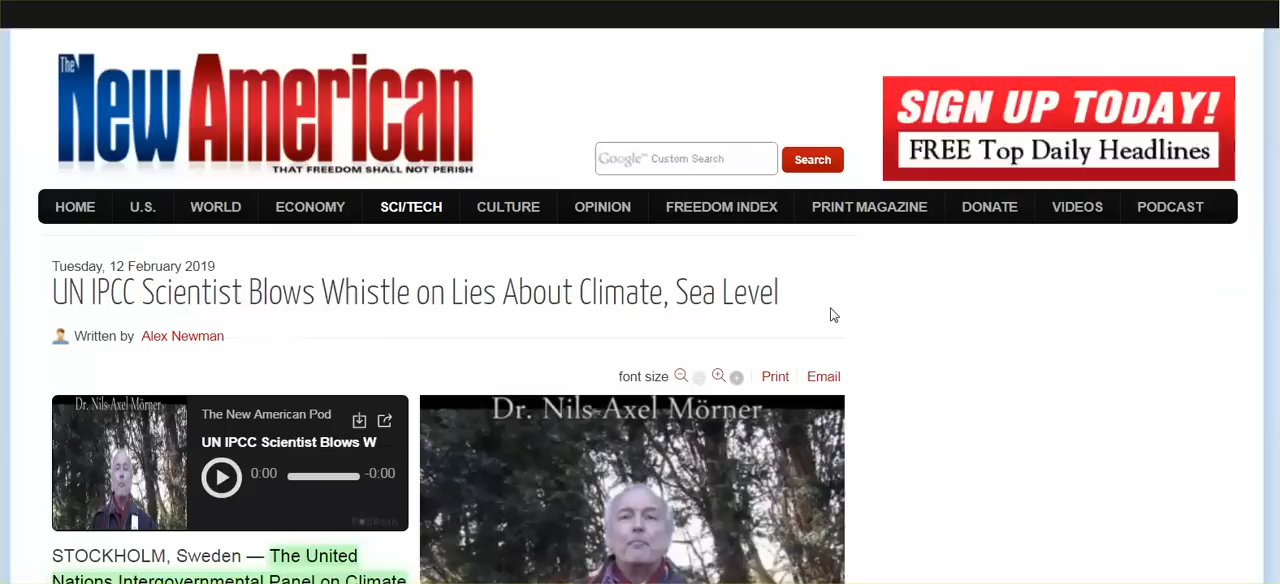 The New American
THAT FREEDOM SHALL NOT PERISH
Google™ Custom Search
Search
SIGN UP TODAY!
FREE Top Daily Headlines
HOME U.S. WORLD ECONOMY SCI/TECH CULTURE OPINION FREEDOM INDEX PRINT MAGAZINE DONATE VIDEOS PODCAST
Tuesday, 12 February 2019
UN IPCC Scientist Blows Whistle on Lies About Climate, Sea Level
Written by Alex Newman
font size Print Email
Dr. Nils-Axel Mörner
The New American Pod
UN IPCC Scientist Blows W
0:00 -0:00
PodBean
Dr. Nils-Axel Mörner
STOCKHOLM, Sweden — The United
Nations Intergovernmental Panel on Climate